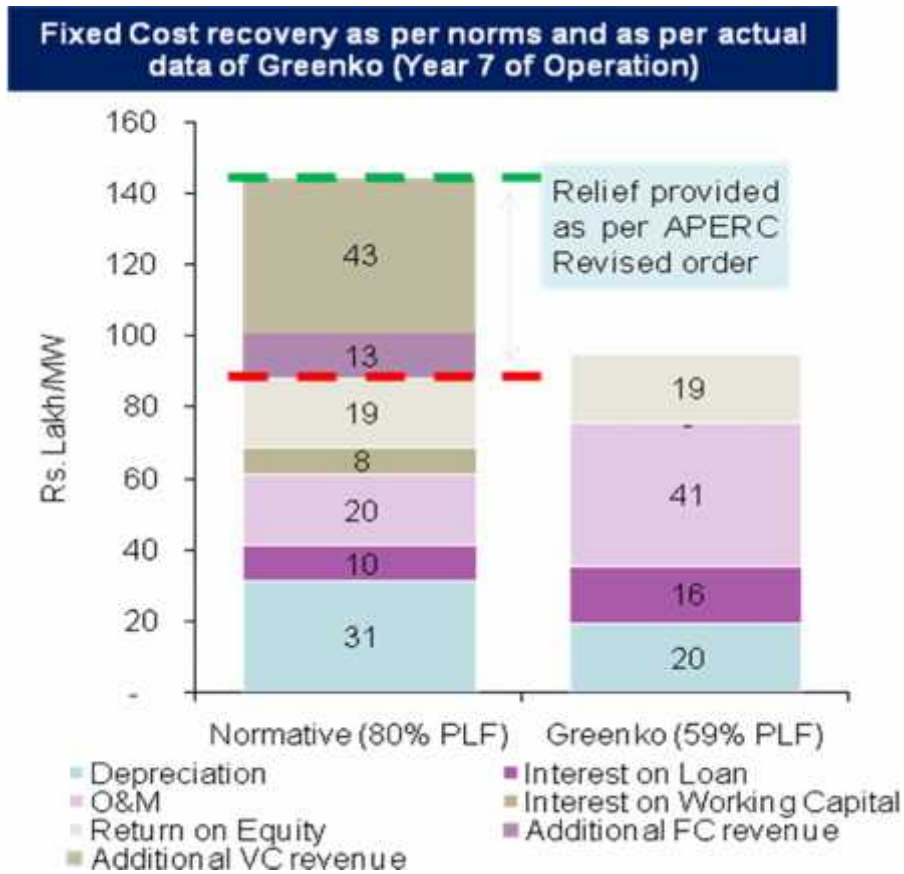 Fixed Cost recovery as per norms and as per actual
data of Greenko (Year 7 of Operation)
160
140
120
100
80
60
40
20
-
Rs. Lakh/MW
43
13
19
8
20
10
31
Relief provided
as per APERC
Revised order
19
-
41
16
20
Normative (80% PLF)
Greenko (59% PLF)
Depreciation
Interest on Loan
O&M
Interest on Working Capital
Return on Equity
Additional FC revenue
Additional VC revenue